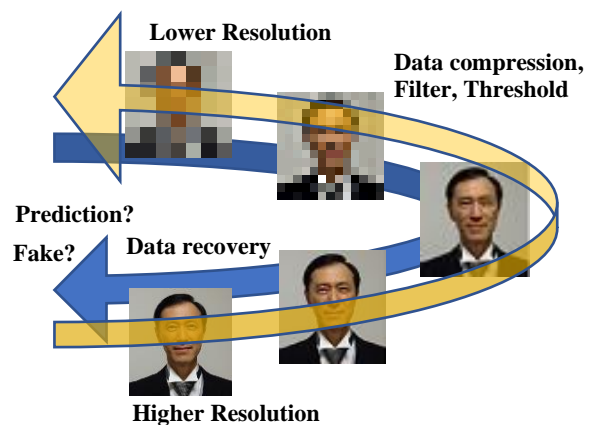 Lower Resolution
Data compression,
Filter, Threshold
Prediction?
Fake?
Data recovery
Higher Resolution